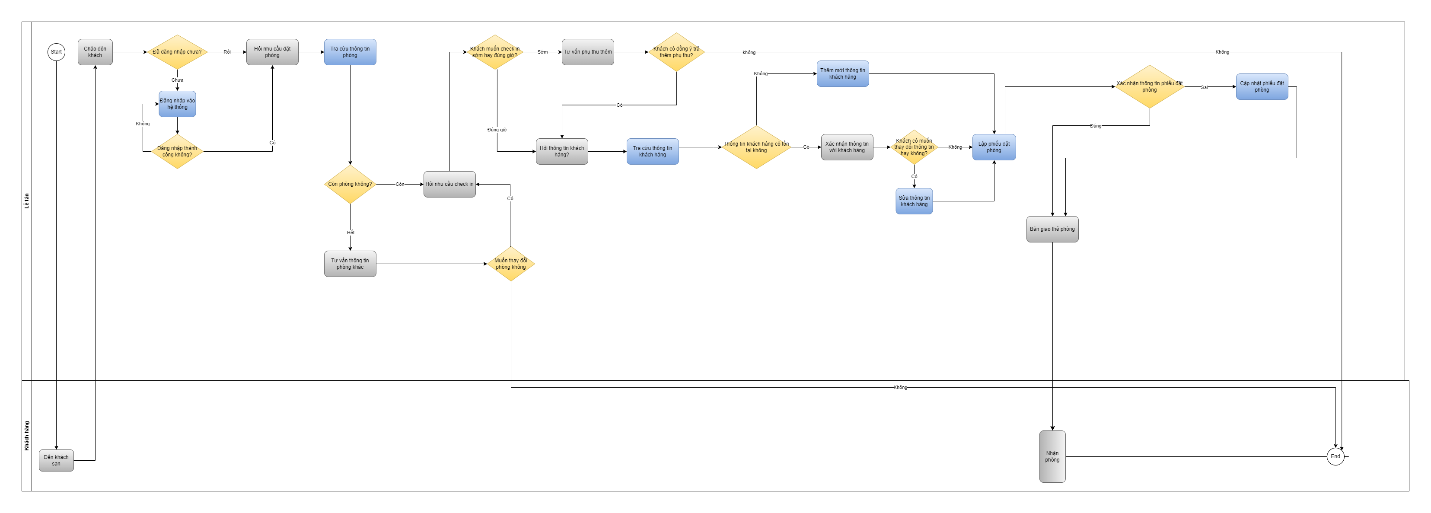 Start
Chào đón
khách
Đã đăng nhập chưa?
Rồi
Hỏi nhu cầu đặt
phòng
Tra cứu thông tin
phòng
Khách muốn check in
sớm hay đúng giờ?
Sớm
Tư vấn phụ thu thêm
Khách có đồng ý trả
thêm phụ thu?
không
Không
Chưa
Đăng nhập vào
hệ thống
Không
Đăng nhập thành
công không?
Có
Có
Không
Thêm mới thông tin
khách hàng
Xác nhận thông tin phiếu đặt
phòng
Sai
Cập nhật phiếu đặt
phòng
Đúng
Đúng giờ
Hỏi thông tin khách
hàng?
Tra cứu thông tin
khách hàng
Thông tin khách hàng có tồn
tại không
Có
Xác nhận thông tin
với khách hàng
Khách có muốn
thay đổi thông tin
hay không?
Không
Lập phiếu đặt
phòng
Có
Sửa thông tin
khách hàng
Còn phòng không?
Còn
Hỏi nhu cầu check in
Có
Hết
Tư vấn thông tin
phòng khác
Muốn thay đổi
phòng không
Bàn giao thẻ phòng
Lễ tân
Không
Khách hàng
Đến khách
sạn
Nhận
phòng
End